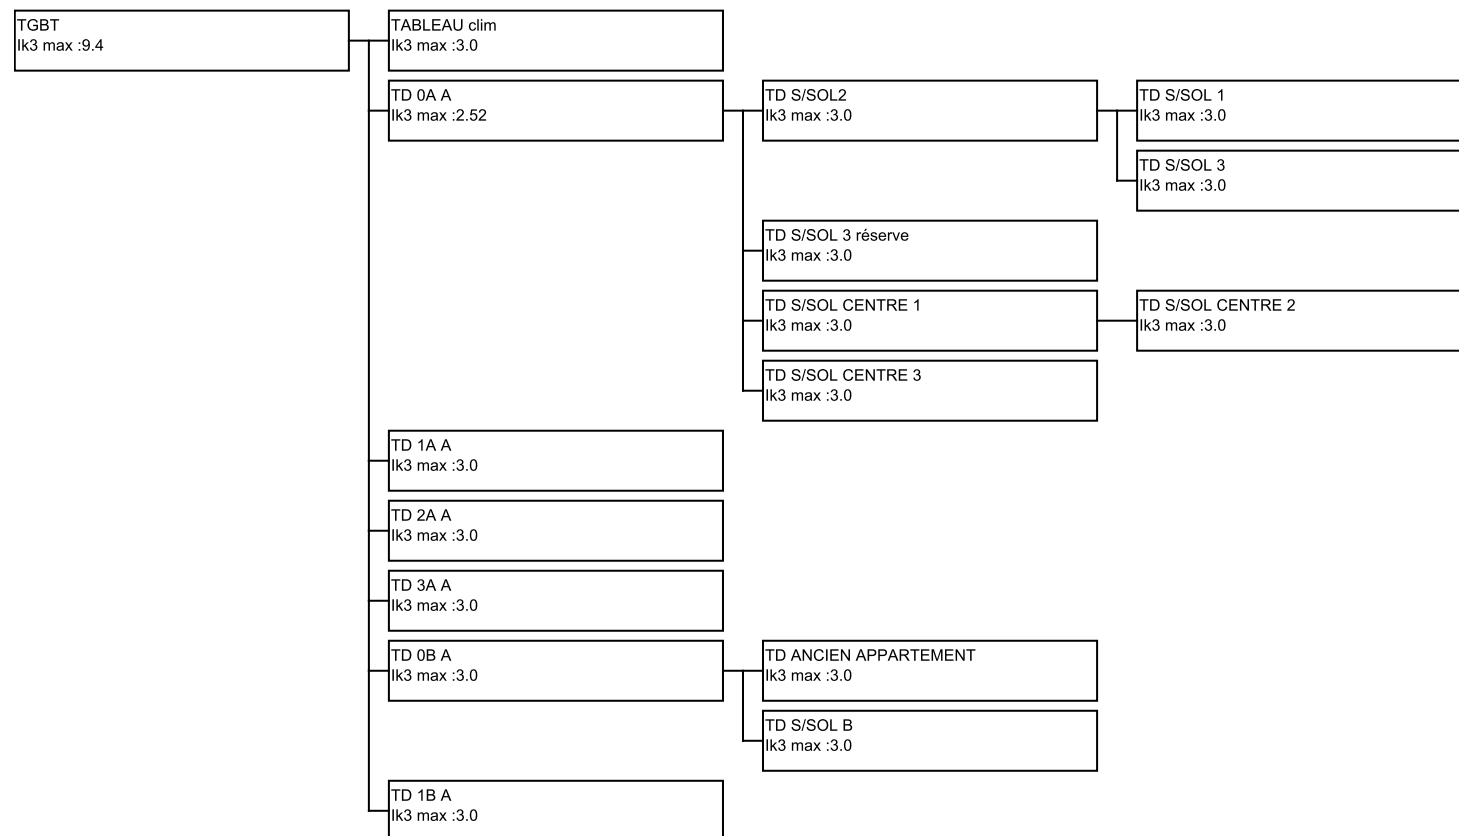 TGBT
Ik3 max :9.4
TABLEAU clim
Ik3 max :3.0
TD 0A A
Ik3 max :2.52
TD S/SOL2
Ik3 max :3.0
TD S/SOL 1
Ik3 max :3.0
TD S/SOL 3
Ik3 max :3.0
TD S/SOL 3 réserve
Ik3 max :3.0
TD S/SOL CENTRE 1
Ik3 max :3.0
TD S/SOL CENTRE 2
Ik3 max :3.0
TD S/SOL CENTRE 3
Ik3 max :3.0
TD 1A A
Ik3 max :3.0
TD 2A A
Ik3 max :3.0
TD 3A A
Ik3 max :3.0
TD 0B A
Ik3 max :3.0
TD ANCIEN APPARTEMENT
Ik3 max :3.0
TD S/SOL B
Ik3 max :3.0
TD 1B A
Ik3 max :3.0